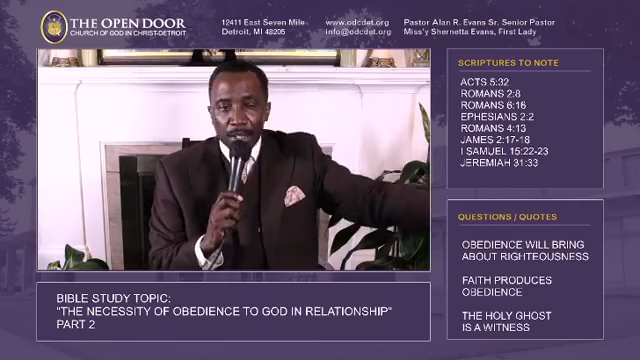 THE OPEN DOOR
CHURCH OF GOD IN CHRIST-DETROIT
12411 East Seven Mile
Detroit, MI 48205
www.odcdet.org
info@odcdet.org
Pastor Alan R. Evans Sr. Senior Pastor
Miss'y Shernetta Evans, First Lady
SCRIPTURES TO NOTE
ACTS 5:32
ROMANS 2:8
ROMANS 6:16
EPHESIANS 2:2
ROMANS 4:13
JAMES 2:17-18
I SAMUEL 15:22-23
JEREMIAH 31:33
QUESTIONS / QUOTES
OBEDIENCE WILL BRING
ABOUT RIGHTEOUSNESS
FAITH PRODUCES
OBEDIENCE
THE HOLY GHOST
IS A WITNESS
BIBLE STUDY TOPIC:
"THE NECESSITY OF OBEDIENCE TO GOD IN RELATIONSHIP"
PART 2